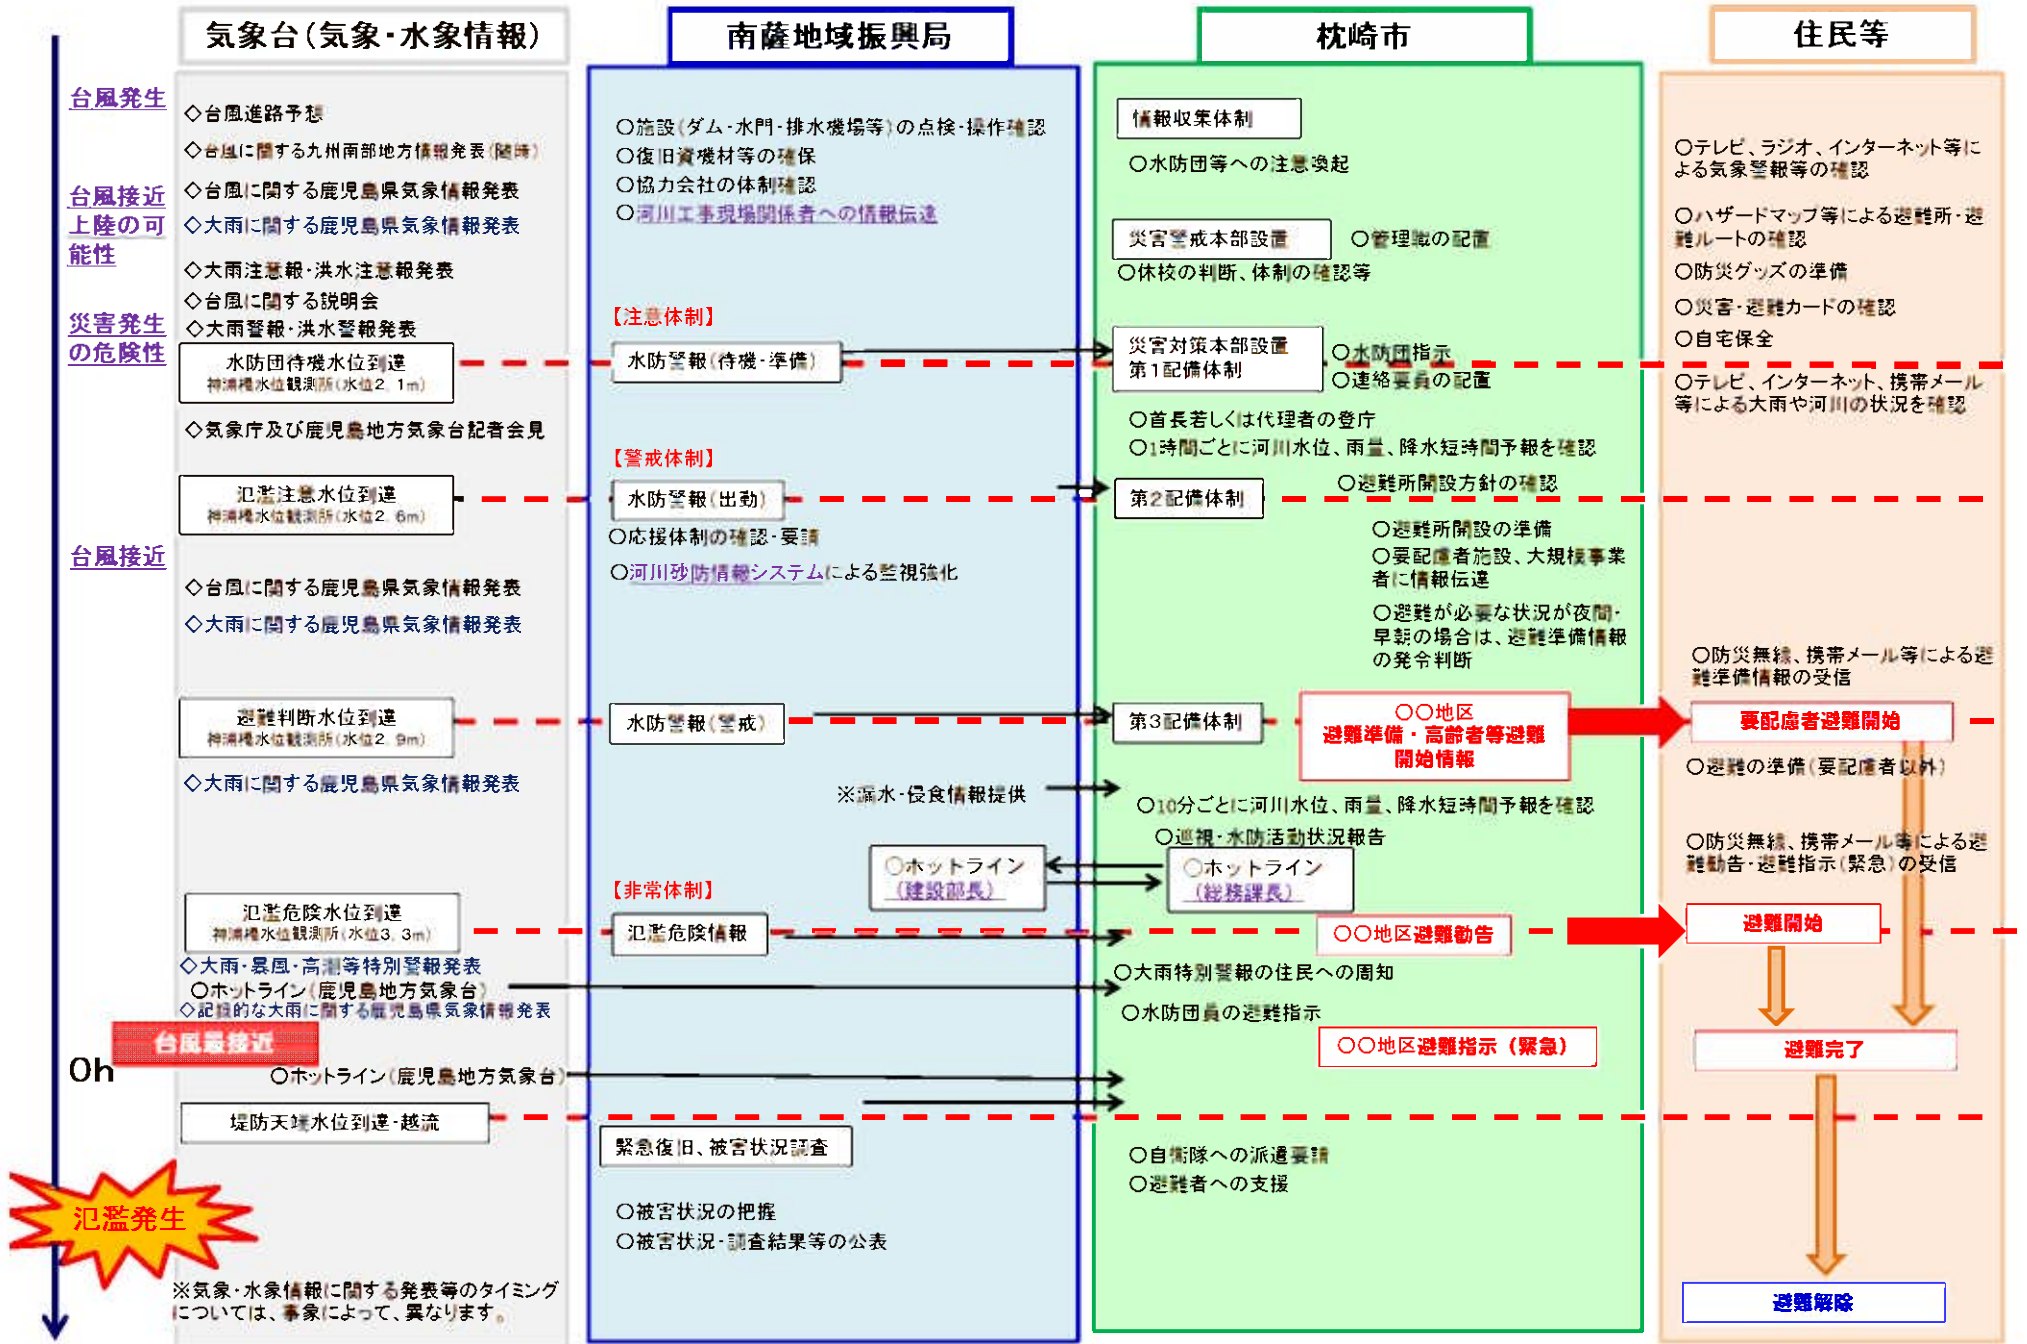 気象台(気象・水象情報)
南薩地域振興局
枕崎市
住民等
台風発生
台風接近
上陸の可
能性
災害発生
の危険性
台風接近
0h
台風最接近
氾濫発生
◇台風進路予想
◇台風に関する九州南部地方情報発表(随時)
◇台風に関する鹿児島県気象情報発表
◇大雨に関する鹿児島県気象情報発表
◇大雨注意報・洪水注意報発表
◇台風に関する説明会
◇大雨警報・洪水警報発表
水防団待機水位到達
神浦橋水位観測所(水位2.1m)
◇気象庁及び鹿児島地方気象台記者会見
氾濫注意水位到達
神浦橋水位観測所(水位2.6m)
◇台風に関する鹿児島県気象情報発表
◇大雨に関する鹿児島県気象情報発表
避難判断水位到達
神浦橋水位観測所(水位2.9m)
◇大雨に関する鹿児島県気象情報発表
氾濫危険水位到達
神浦橋水位観測所(水位3.3m)
◇大雨・暴風・高潮等特別警報発表
○ホットライン(鹿児島地方気象台)
◇記録的な大雨に関する鹿児島県気象情報発表
○ホットライン(鹿児島地方気象台)
堤防天端水位到達・越流
※気象・水象情報に関する発表等のタイミング
については、事象によって、異なります。
○施設(ダム・水門・排水機場等)の点検・操作確認
○復旧資機材等の確保
○協力会社の体制確認
○河川工事現場関係者への情報伝達
【注意体制】
水防警報(待機・準備)
【警戒体制】
水防警報(出動)
○応援体制の確認・要請
○河川砂防情報システムによる監視強化
水防警報(警戒)
※漏水・侵食情報提供
○ホットライン
(建設部長)
【非常体制】
氾濫危険情報
緊急復旧、被害状況調査
○被害状況の把握
○被害状況・調査結果等の公表
情報収集体制
○水防団等への注意喚起
災害警戒本部設置
○管理職の配置
○休校の判断、体制の確認等
災害対策本部設置
第1配備体制
○水防団指示
○連絡要員の配置
○首長若しくは代理者の登庁
○1時間ごとに河川水位、雨量、降水短時間予報を確認
第2配備体制
○避難所開設方針の確認
○避難所開設の準備
○要配慮者施設、大規模事業
者に情報伝達
○避難が必要な状況が夜間・
早朝の場合は、避難準備情報
の発令判断
第3配備体制
○○地区
避難準備・高齢者等避難
開始情報
○10分ごとに河川水位、雨量、降水短時間予報を確認
○巡視・水防活動状況報告
○ホットライン
(総務課長)
○○地区避難勧告
○大雨特別警報の住民への周知
○水防団員の避難指示
○○地区避難指示(緊急)
○自衛隊への派遣要請
○避難者への支援
○テレビ、ラジオ、インターネット等に
よる気象警報等の確認
○ハザードマップ等による避難所・避
難ルートの確認
○防災グッズの準備
○災害・避難カードの確認
○自宅保全
○テレビ、インターネット、携帯メール
等による大雨や河川の状況を確認
○防災無線、携帯メール等による避
難準備情報の受信
要配慮者避難開始
○避難の準備(要配慮者以外)
○防災無線、携帯メール等による避
難勧告・避難指示(緊急)の受信
避難開始
避難完了
避難解除